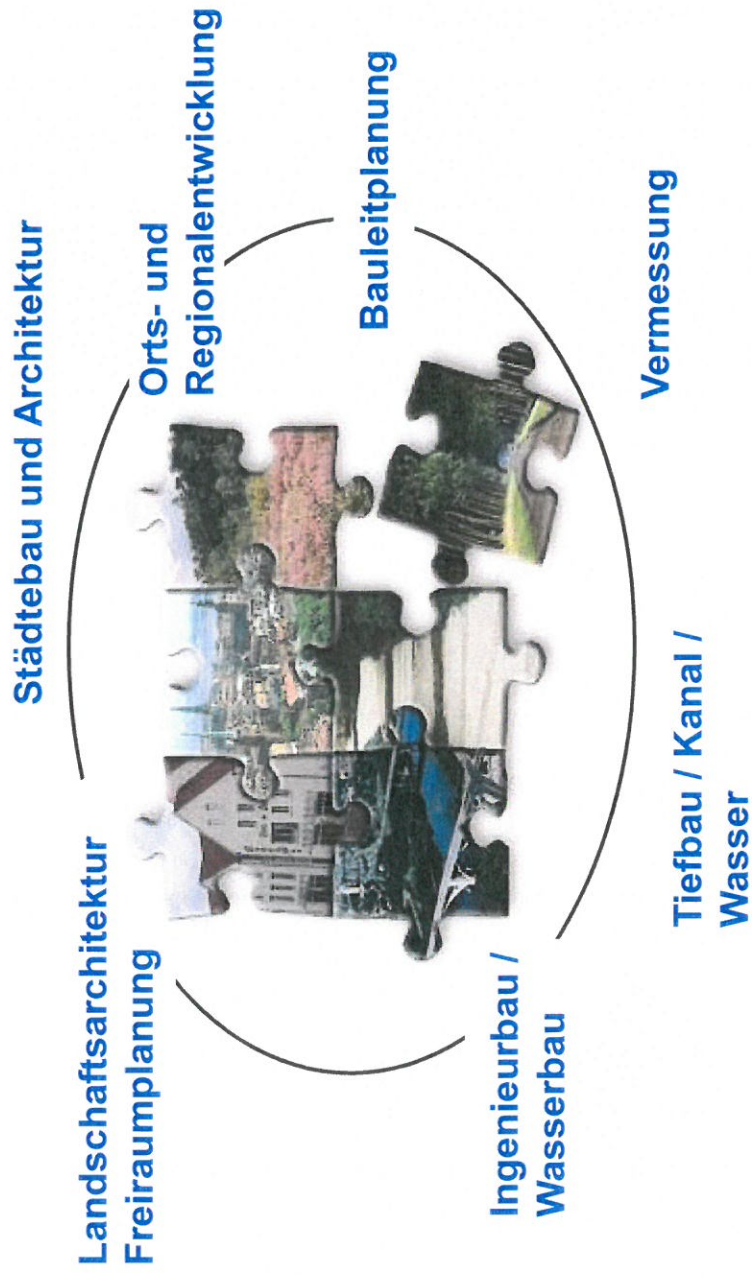 Städtebau und Architektur
Landschaftsarchitektur
Freiraumplanung
Orts- und
Regionalentwicklung
Bauleitplanung
Ingenieurbau /
Wasserbau
Vermessung
Tiefbau / Kanal /
Wasser